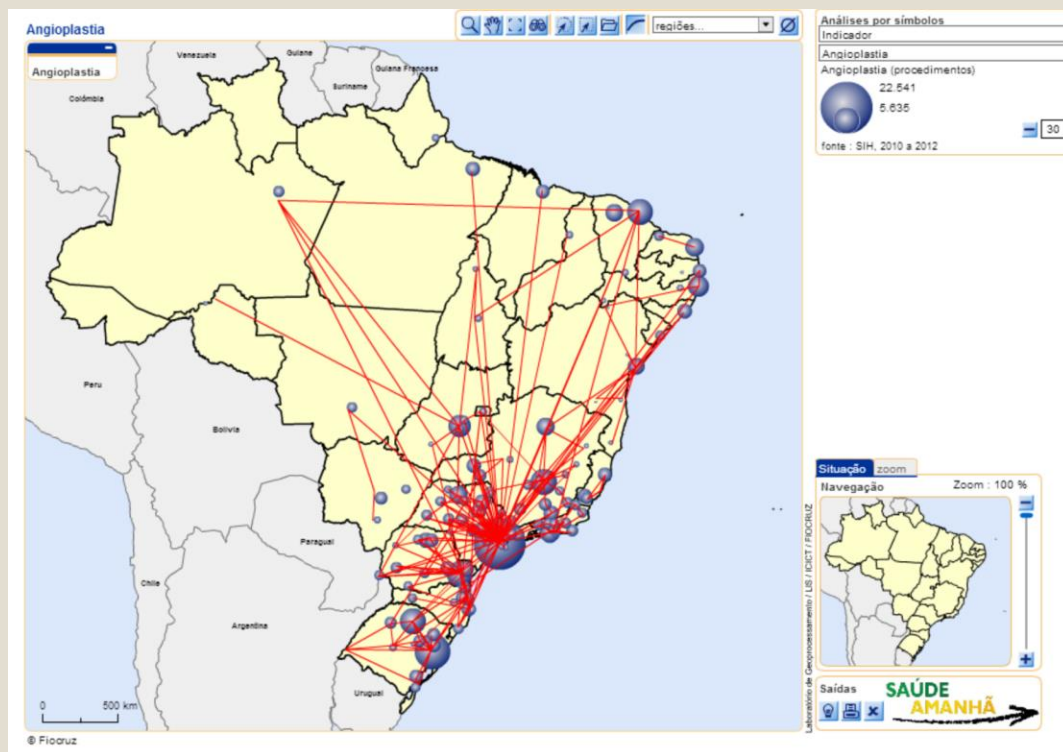 Angioplastia
regiões...
Angioplastia
Venezuela
Guiane
Suriname
Guiana Francesa
Colómbia
Peru
Bolívia
Paraguai
Chile
Argentina
Uruguai
0 500 km
© Fiocruz
Laboratório de Geoprocessamento / LIS / ICICT / FIOCRUZ
Análises por símbolos
Indicador
Angioplastia
Angioplastia (procedimentos)
22.541
5.635
30
fonte : SIH, 2010 a 2012
Situação zoom
Navegação Zoom : 100 %
Saídas
SAÚDE
AMANHÃ